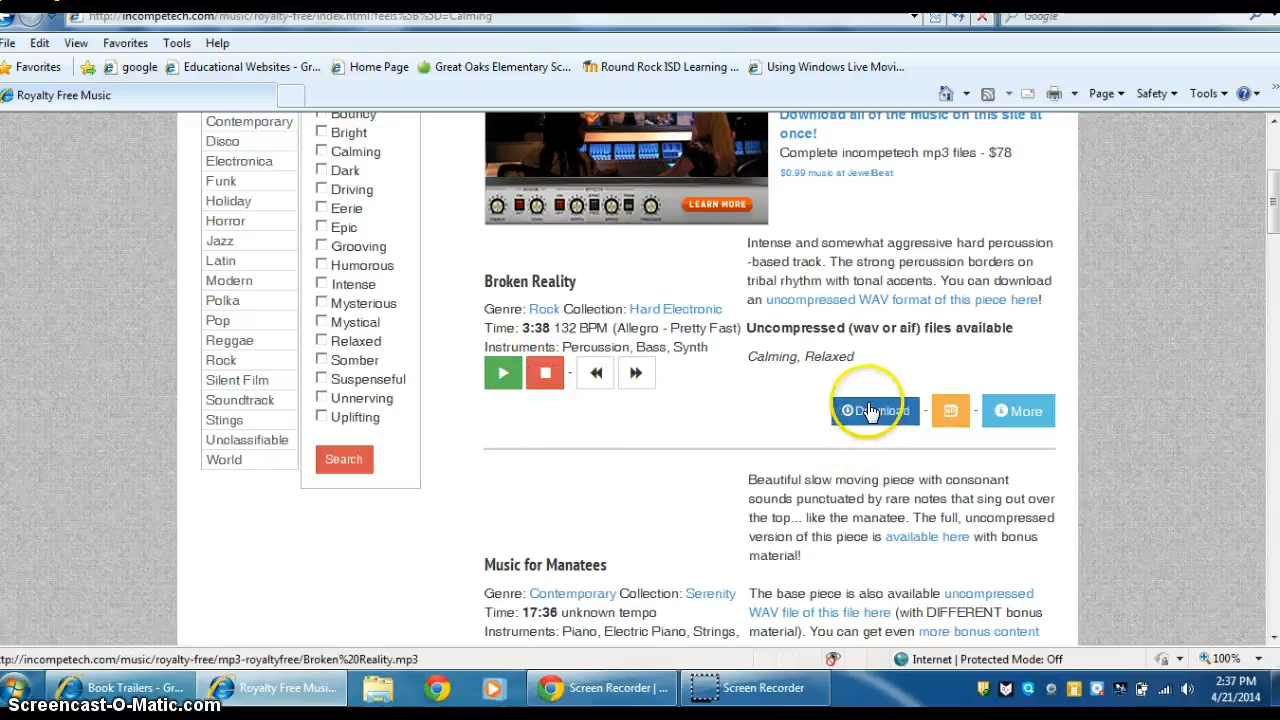 http://incompetech.com/music/royalty-free/index.html?feels%5B%5D=Calming
Google
File Edit View Favorites Tools Help
Favorites google Educational Websites - Gr... Home Page Great Oaks Elementary Sc... Round Rock ISD Learning ... Using Windows Live Movi...
Royalty Free Music
Page Safety Tools
Contemporary
Disco
Electronica
Funk
Holiday
Horror
Jazz
Latin
Modern
Polka
Pop
Reggae
Rock
Silent Film
Soundtrack
Stings
Unclassifiable
World
Bouncy
Bright
Calming
Dark
Driving
Eerie
Epic
Grooving
Humorous
Intense
Mysterious
Mystical
Relaxed
Somber
Suspenseful
Unnerving
Uplifting
Search
LEARN MORE
Download all of the music on this site at
once!
Complete incompetech mp3 files - $78
$0.99 music at JewelBeat
Broken Reality
Genre: Rock Collection: Hard Electronic
Time: 3:38 132 BPM (Allegro - Pretty Fast)
Instruments: Percussion, Bass, Synth
Intense and somewhat aggressive hard percussion
-based track. The strong percussion borders on
tribal rhythm with tonal accents. You can download
an uncompressed WAV format of this piece here!
Uncompressed (wav or aif) files available
Calming, Relaxed
Download - - More
Music for Manatees
Genre: Contemporary Collection: Serenity
Time: 17:36 unknown tempo
Instruments: Piano, Electric Piano, Strings,
Beautiful slow moving piece with consonant
sounds punctuated by rare notes that sing out over
the top... like the manatee. The full, uncompressed
version of this piece is available here with bonus
material!
The base piece is also available uncompressed
WAV file of this file here (with DIFFERENT bonus
material). You can get even more bonus content
ttp://incompetech.com/music/royalty-free/mp3-royaltyfree/Broken%20Reality.mp3
Internet | Protected Mode: Off
100%
Book Trailers - Gr...
Royalty Free Musi...
Screen Recorder | ...
Screen Recorder
2:37 PM
4/21/2014
Screencast-O-Matic.com